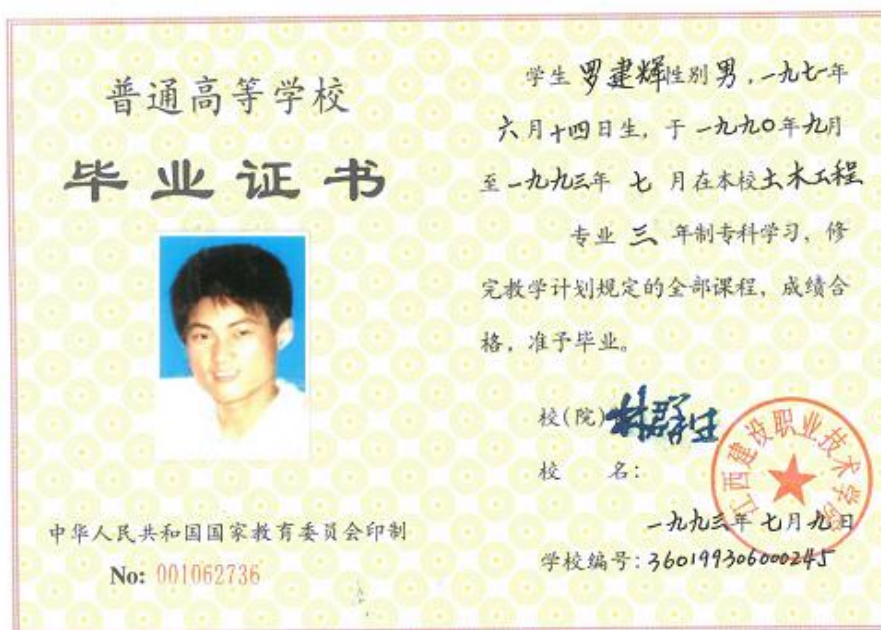 普通高等学校
毕业证书
中华人民共和国国家教育委员会印制
No: 001062736
学生 罗建辉 性别 男，一九七一年
六月十四日生，于一九九〇年九月
至一九九三年 七 月在本校土木工程
专业 三 年制专科学习，修
完教学计划规定的全部课程，成绩合
格，准予毕业。
校(院)
校 名：
江西建设职业技术学院
一九九三年七月九日
学校编号：360199306000245